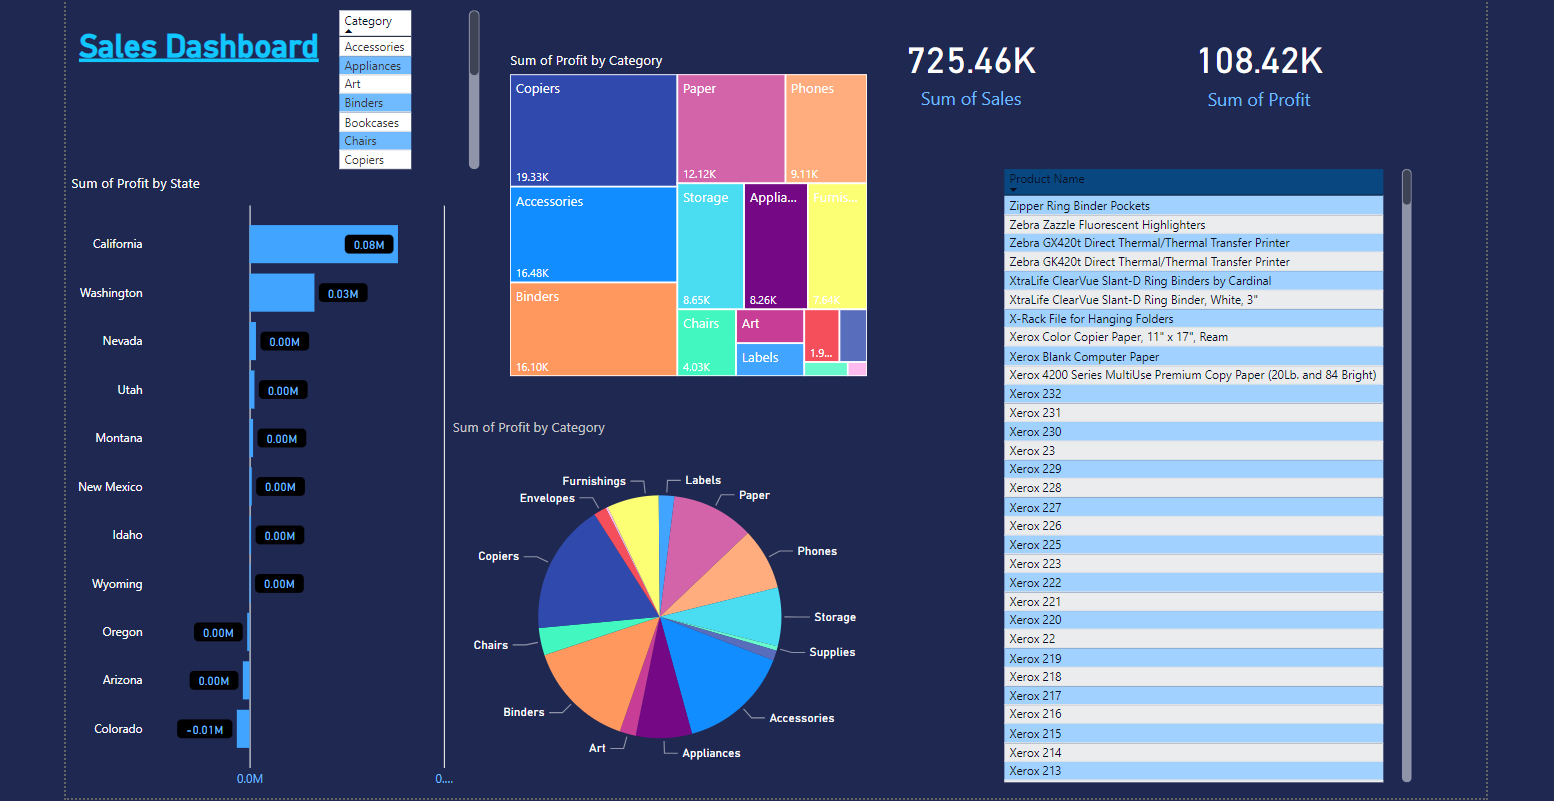 Sales Dashboard
Category
Accessories
Appliances
Art
Binders
Bookcases
Chairs
Copiers
Sum of Profit by Category
Copiers
19.33K
Accessories
16.48K
Binders
16.10K
Paper
12.12K
Phones
9.11K
Storage
8.65K
Applia...
8.26K
Furnis...
7.64K
Chairs
4.03K
Art
Labels
1.9...
725.46K
Sum of Sales
108.42K
Sum of Profit
Sum of Profit by State
California
0.08M
Washington
0.03M
Nevada
0.00M
Utah
0.00M
Montana
0.00M
New Mexico
0.00M
Idaho
0.00M
Wyoming
0.00M
Oregon
0.00M
Arizona
0.00M
Colorado
-0.01M
0.0M
0....
Sum of Profit by Category
Furnishings
Labels
Envelopes
Paper
Copiers
Phones
Storage
Chairs
Supplies
Binders
Accessories
Art
Appliances
Product Name
Zipper Ring Binder Pockets
Zebra Zazzle Fluorescent Highlighters
Zebra GX420t Direct Thermal/Thermal Transfer Printer
Zebra GK420t Direct Thermal/Thermal Transfer Printer
XtraLife ClearVue Slant-D Ring Binders by Cardinal
XtraLife ClearVue Slant-D Ring Binder, White, 3"
X-Rack File for Hanging Folders
Xerox Color Copier Paper, 11" x 17", Ream
Xerox Blank Computer Paper
Xerox 4200 Series MultiUse Premium Copy Paper (20Lb. and 84 Bright)
Xerox 232
Xerox 231
Xerox 230
Xerox 23
Xerox 229
Xerox 228
Xerox 227
Xerox 226
Xerox 225
Xerox 223
Xerox 222
Xerox 221
Xerox 220
Xerox 22
Xerox 219
Xerox 218
Xerox 217
Xerox 216
Xerox 215
Xerox 214
Xerox 213